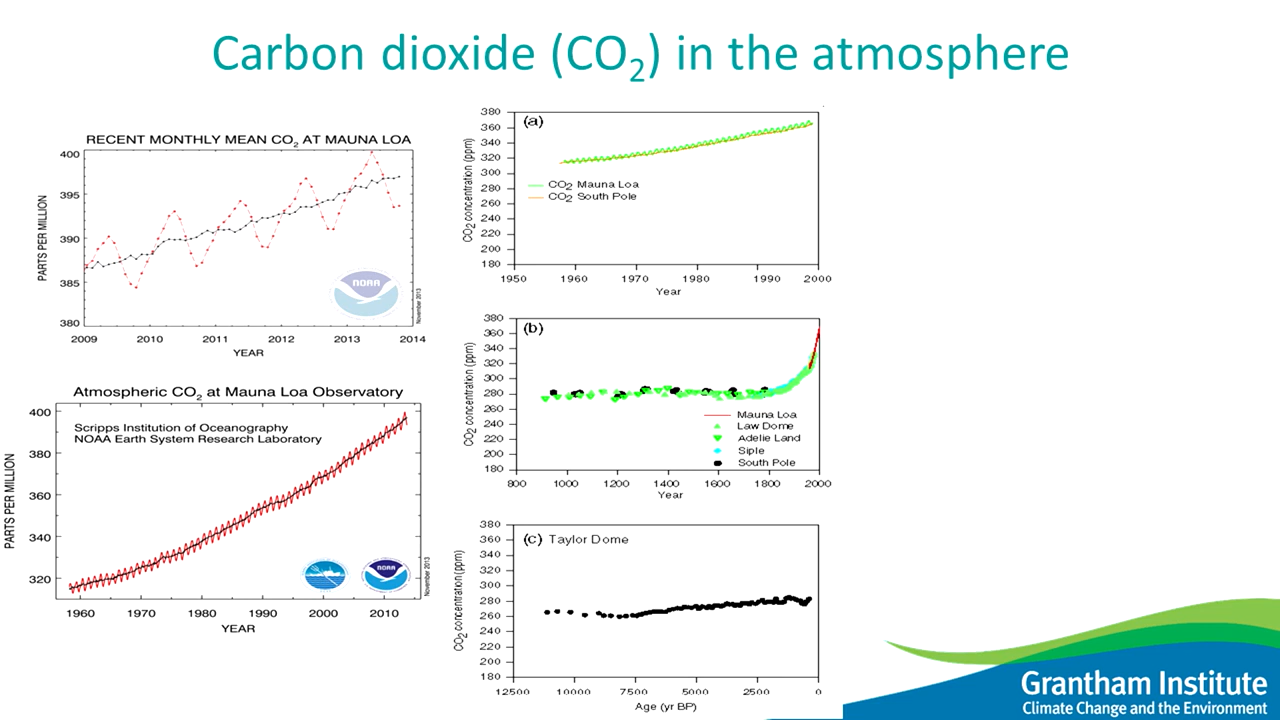 Carbon dioxide (CO2) in the atmosphere
RECENT MONTHLY MEAN CO2 AT MAUNA LOA
400
395
390
385
380
PARTS PER MILLION
2009 2010 2011 2012 2013 2014
YEAR
NOAA
November 2013
Atmospheric CO2 at Mauna Loa Observatory
Scripps Institution of Oceanography
NOAA Earth System Research Laboratory
400
380
360
340
320
PARTS PER MILLION
1960 1970 1980 1990 2000 2010
YEAR
NOAA
November 2013
(a)
380
360
340
320
300
280
260
240
220
200
180
CO2 concentration (ppm)
CO2 Mauna Loa
CO2 South Pole
1950 1960 1970 1980 1990 2000
Year
(b)
380
360
340
320
300
280
260
240
220
200
180
CO2 concentration (ppm)
Mauna Loa
Law Dome
Adelie Land
Siple
South Pole
800 1000 1200 1400 1600 1800 2000
Year
(c) Taylor Dome
380
360
340
320
300
280
260
240
220
200
180
CO2 concentration (ppm)
12500 10000 7500 5000 2500 0
Age (yr BP)
Grantham Institute
Climate Change and the Environment